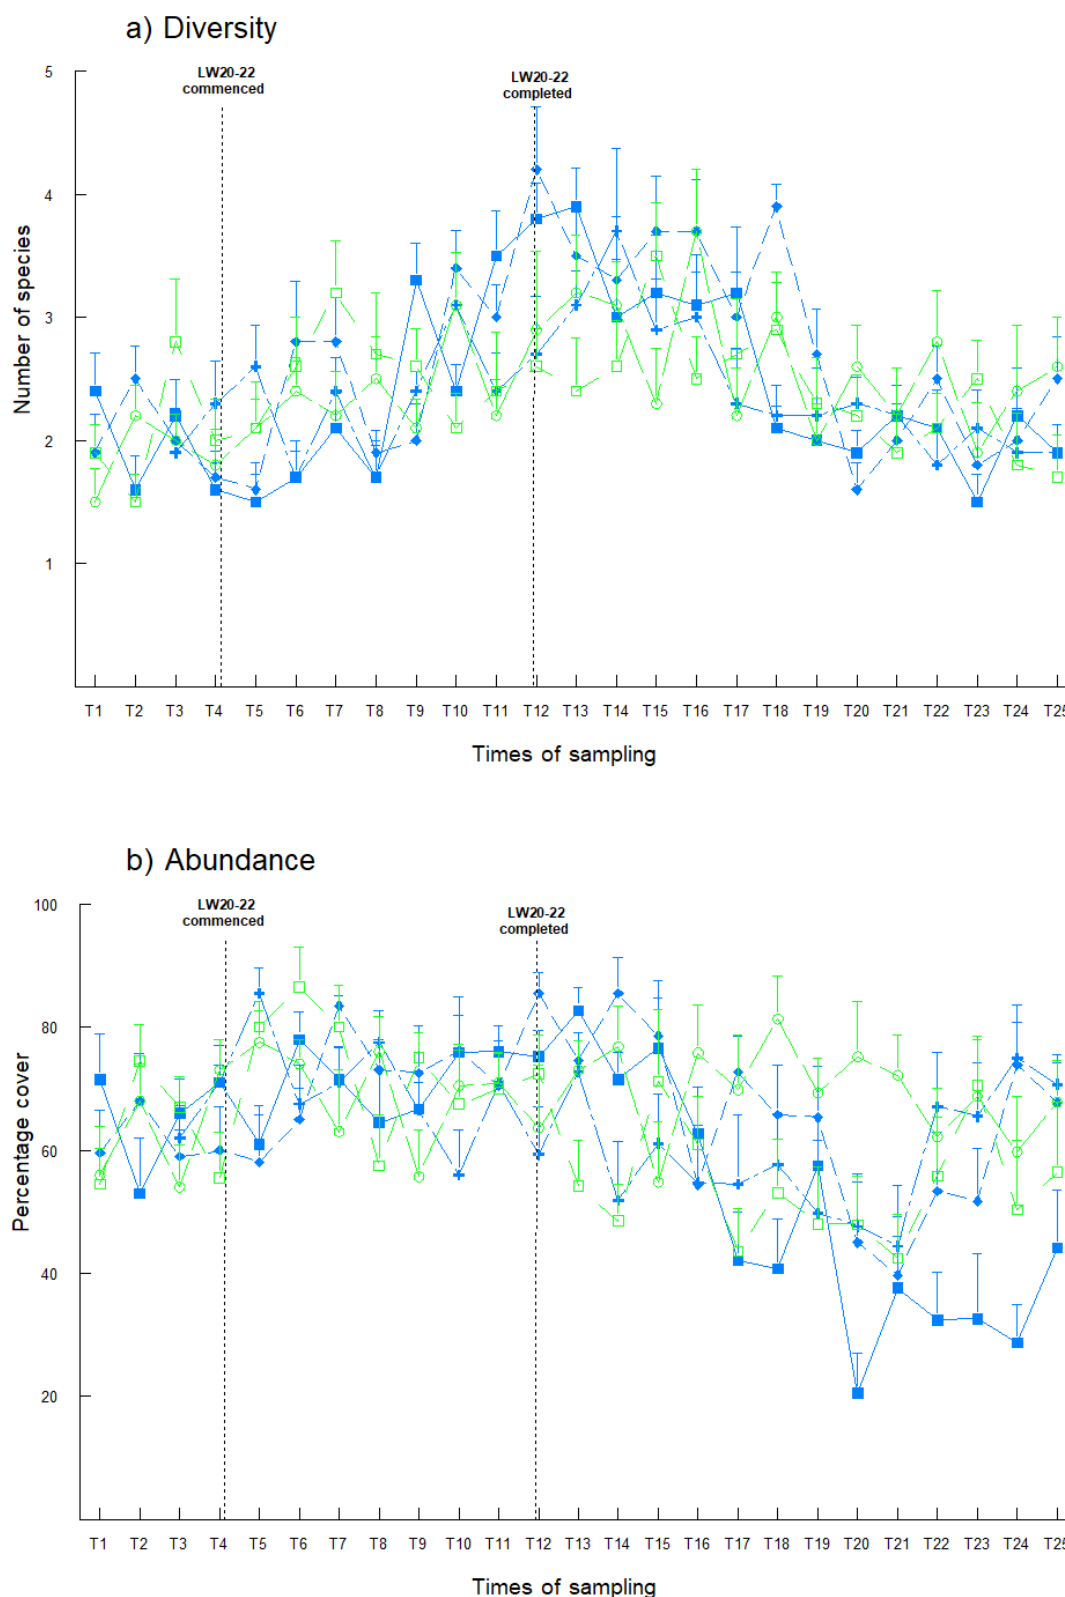 a) Diversity
LW20-22
commenced
LW20-22
completed
5
4
3
2
1
Number of species
T1 T2 T3 T4 T5 T6 T7 T8 T9 T10 T11 T12 T13 T14 T15 T16 T17 T18 T19 T20 T21 T22 T23 T24 T25
Times of sampling
b) Abundance
LW20-22
commenced
LW20-22
completed
100
80
60
40
20
Percentage cover
T1 T2 T3 T4 T5 T6 T7 T8 T9 T10 T11 T12 T13 T14 T15 T16 T17 T18 T19 T20 T21 T22 T23 T24 T25
Times of sampling